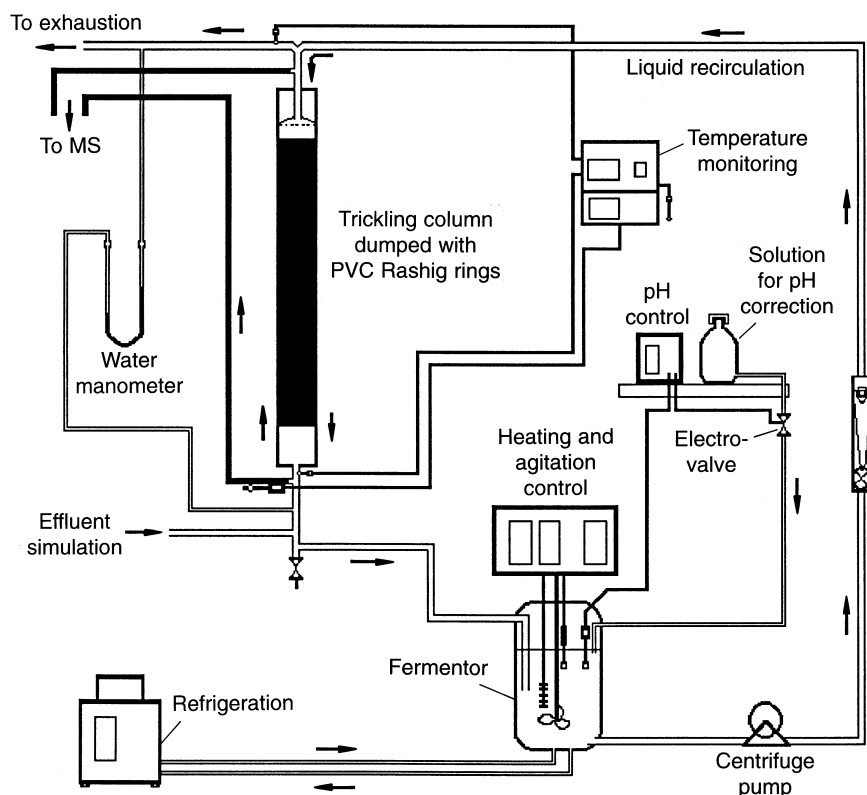 To exhaustion
Liquid recirculation
To MS
Temperature
monitoring
Trickling column
dumped with
PVC Rashig rings
Solution
for pH
correction
pH
control
Water
manometer
Heating and
agitation
control
Electro-
valve
Effluent
simulation
Fermentor
Refrigeration
Centrifuge
pump